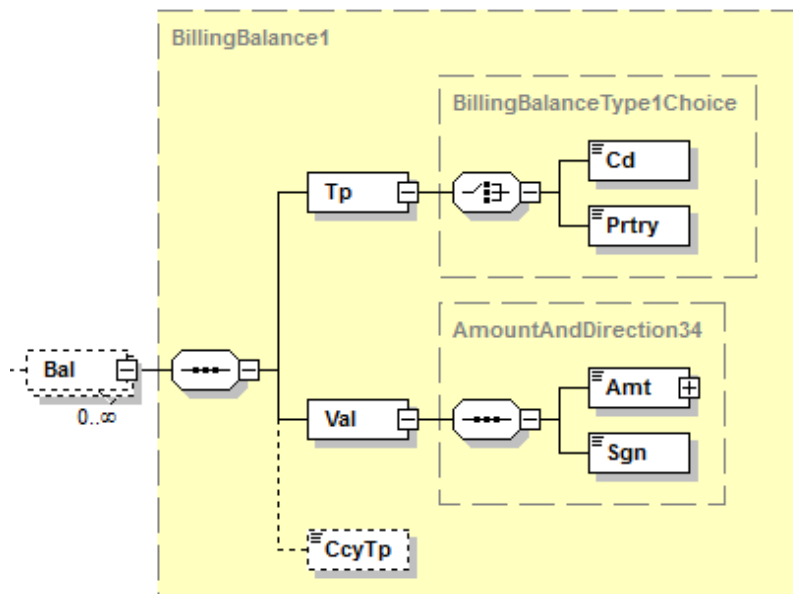 BillingBalance1
BillingBalanceType1Choice
Cd
Tp
Prtry
AmountAndDirection34
Bal
0..∞
Amt
Val
Sgn
CcyTp